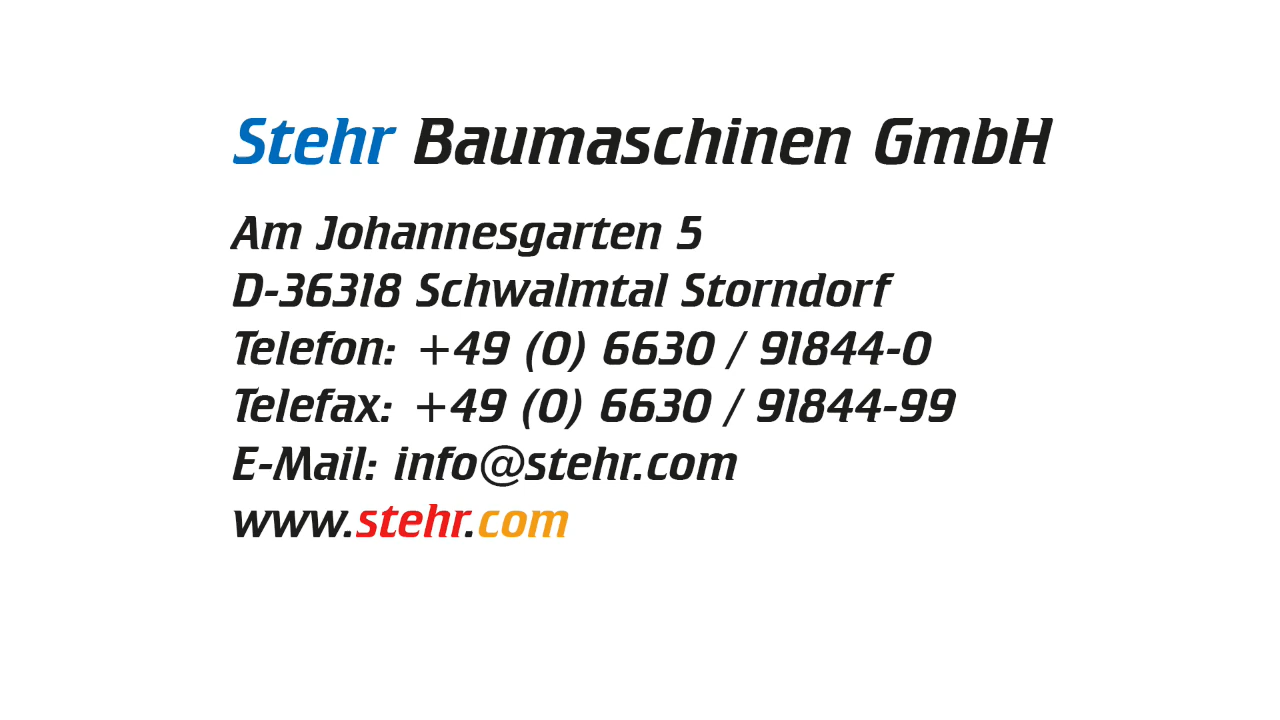 Stehr Baumaschinen GmbH
Am Johannesgarten 5
D-36318 Schwalmtal Storndorf
Telefon: +49 (0) 6630 / 91844-0
Telefax: +49 (0) 6630 / 91844-99
E-Mail: info@stehr.com
www.stehr.com